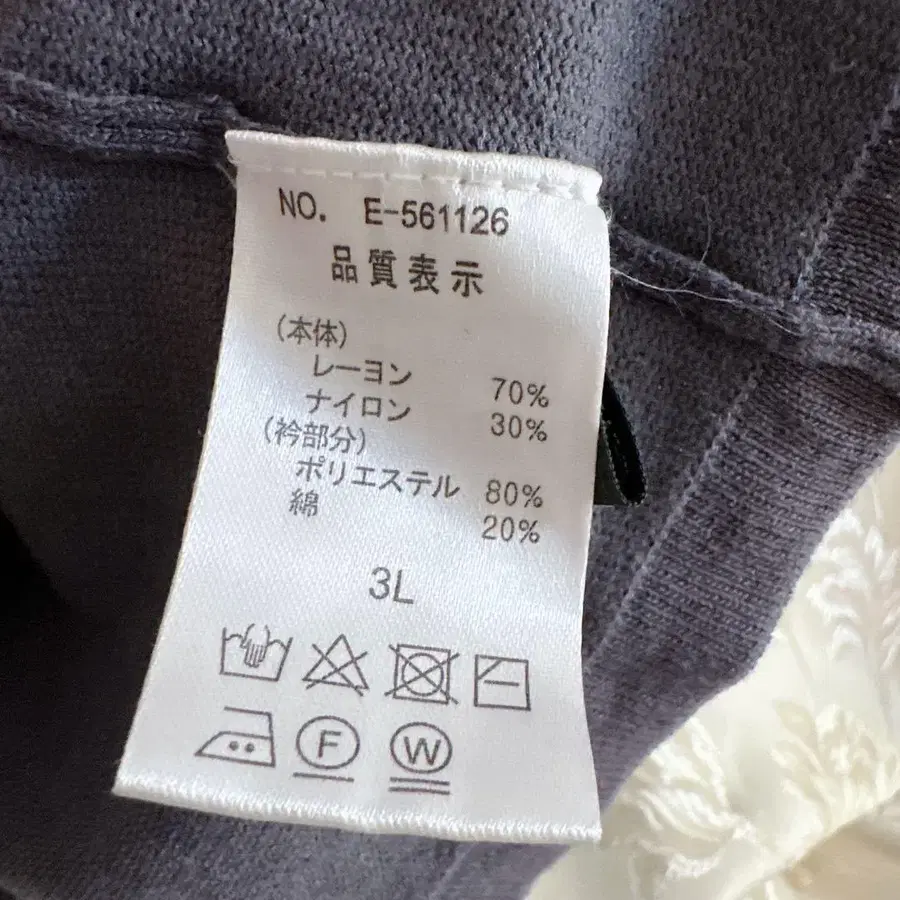 NO. E-561126
品質表示
(本体)
レーヨン 70%
ナイロン 30%
(衿部分)
ポリエステル 80%
綿 20%
3L
F W